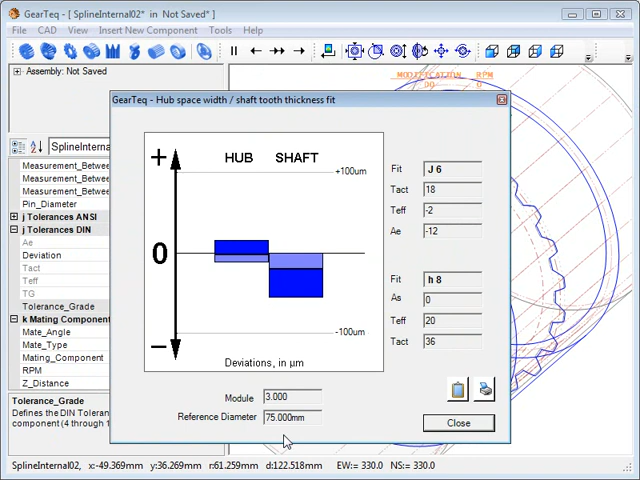 GearTeq - [ SplineInternal02* in Not Saved* ]
File CAD View Insert New Component Tools Help
Assembly: Not Saved
MODIFICATION RPM
GearTeq - Hub space width / shaft tooth thickness fit
SplineInterna
Measurement_Betwe
Measurement_Betwe
Measurement_Betwe
Pin_Diameter
j Tolerances ANSI
j Tolerances DIN
Ae
Deviation
Tact
Teff
TG
Tolerance_Grade
k Mating Component
Mate_Angle
Mate_Type
Mating_Component
RPM
Z_Distance
Tolerance_Grade
Defines the DIN Toleran
component (4 through 1
+ HUB SHAFT
+100um
0
-100um
−
Deviations, in µm
Fit J 6
Tact 18
Teff -2
Ae -12
Fit h 8
As 0
Teff 20
Tact 36
Module 3.000
Reference Diameter 75.000mm
Close
SplineInternal02, x:-49.369mm y:36.269mm r:61.259mm d:122.518mm EW:= 330.0 NS:= 330.0